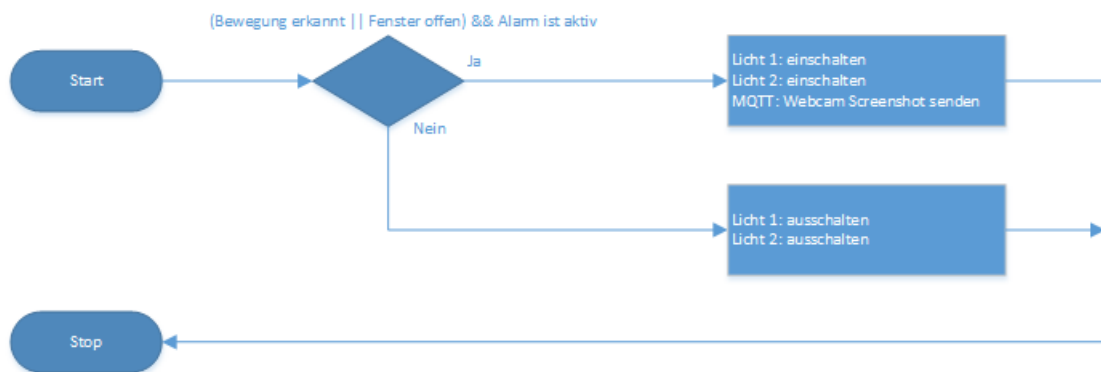 (Bewegung erkannt || Fenster offen) && Alarm ist aktiv
Start
Ja
Licht 1: einschalten
Licht 2: einschalten
MQTT: Webcam Screenshot senden
Nein
Licht 1: ausschalten
Licht 2: ausschalten
Stop